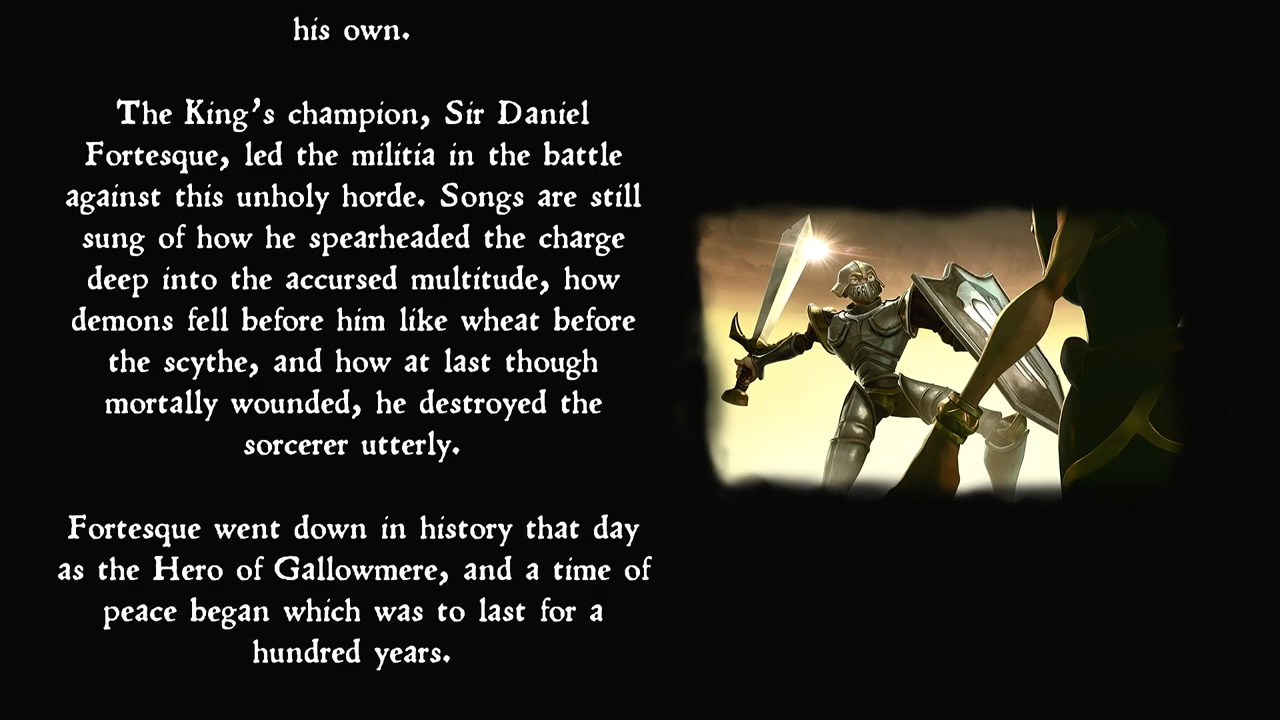 his own.
The King's champion, Sir Daniel
Fortesque, led the militia in the battle
against this unholy horde. Songs are still
sung of how he spearheaded the charge
deep into the accursed multitude, how
demons fell before him like wheat before
the scythe, and how at last though
mortally wounded, he destroyed the
sorcerer utterly.
Fortesque went down in history that day
as the Hero of Gallowmere, and a time of
peace began which was to last for a
hundred years.